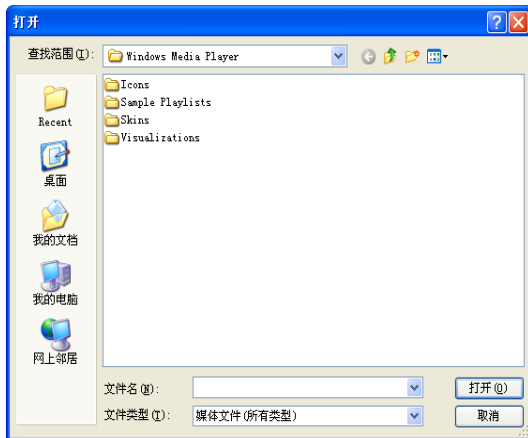 打开
查找范围(I): Windows Media Player
Icons
Sample Playlists
Skins
Visualizations
Recent
桌面
我的文档
我的电脑
网上邻居
文件名(N): 打开(O)
文件类型(T): 媒体文件(所有类型) 取消